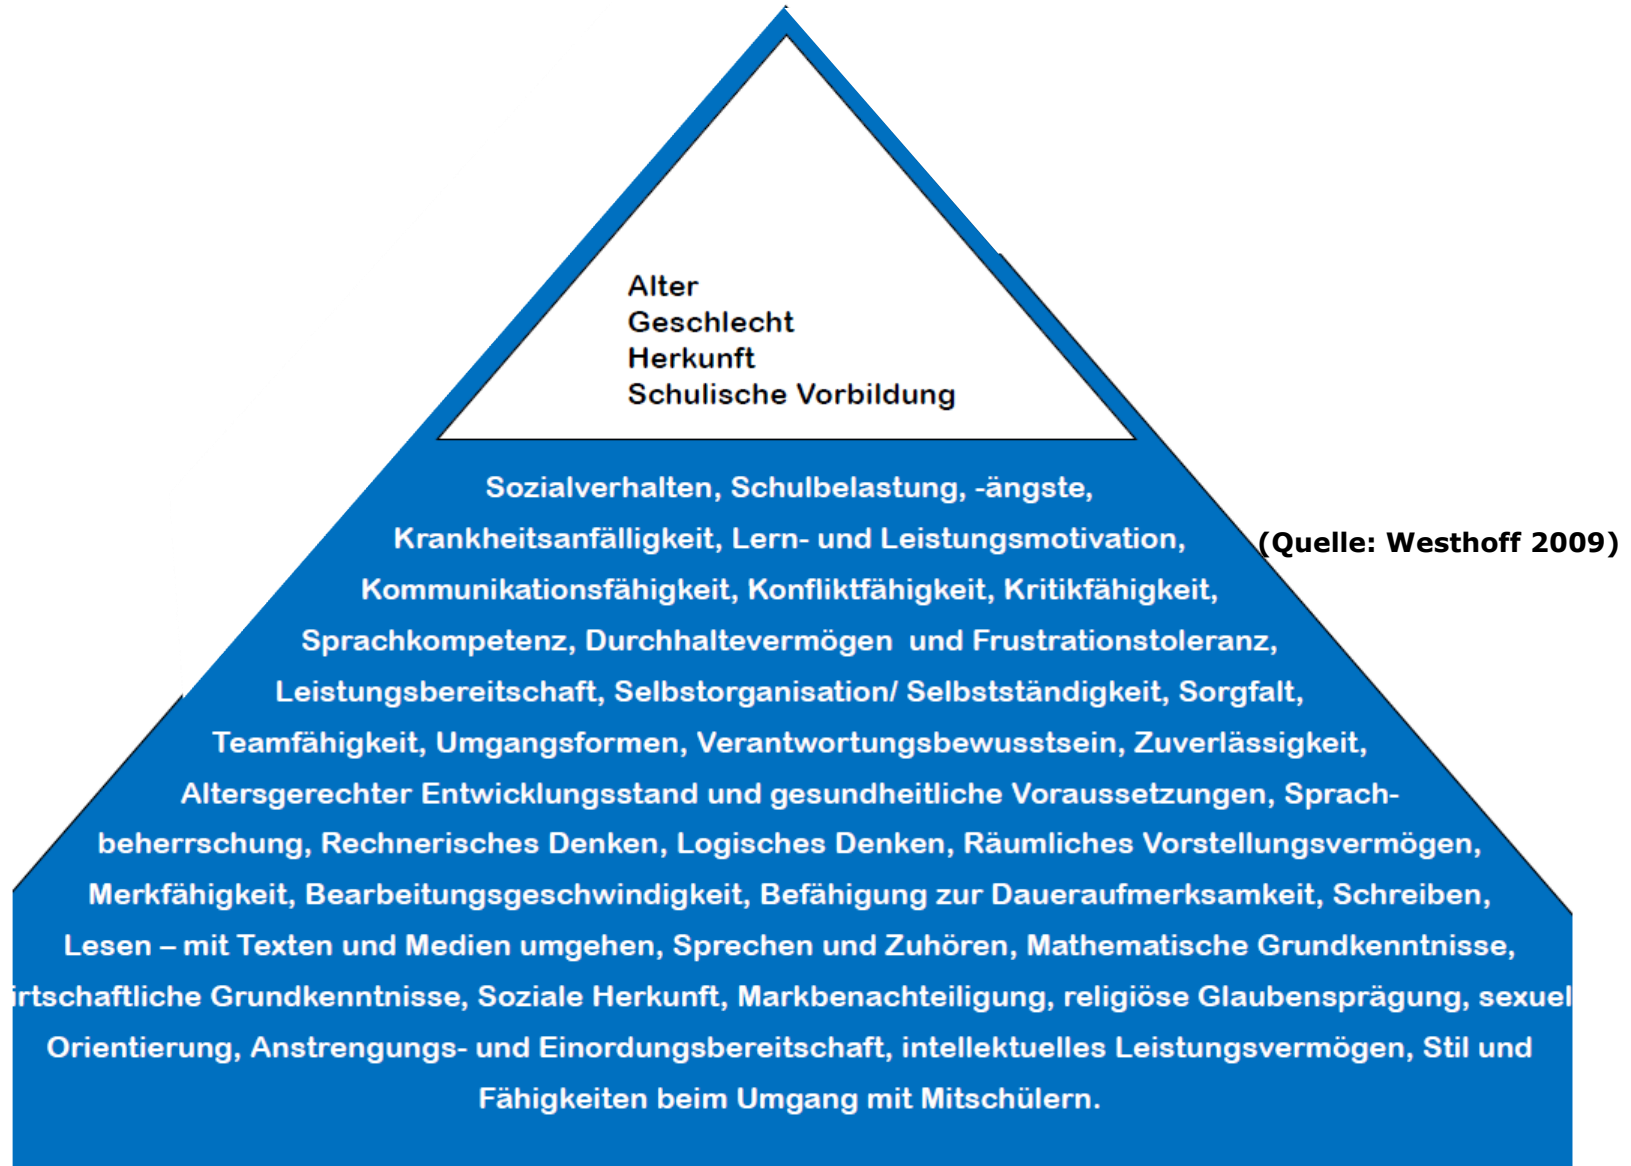 Alter
Geschlecht
Herkunft
Schulische Vorbildung
Sozialverhalten, Schulbelastung, -ängste,
Krankheitsanfälligkeit, Lern- und Leistungsmotivation,
(Quelle: Westhoff 2009)
Kommunikationsfähigkeit, Konfliktfähigkeit, Kritikfähigkeit,
Sprachkompetenz, Durchhaltevermögen und Frustrationstoleranz,
Leistungsbereitschaft, Selbstorganisation/ Selbstständigkeit, Sorgfalt,
Teamfähigkeit, Umgangsformen, Verantwortungsbewusstsein, Zuverlässigkeit,
Altersgerechter Entwicklungsstand und gesundheitliche Voraussetzungen, Sprach-
beherrschung, Rechnerisches Denken, Logisches Denken, Räumliches Vorstellungsvermögen,
Merkfähigkeit, Bearbeitungsgeschwindigkeit, Befähigung zur Daueraufmerksamkeit, Schreiben,
Lesen – mit Texten und Medien umgehen, Sprechen und Zuhören, Mathematische Grundkenntnisse,
irtschaftliche Grundkenntnisse, Soziale Herkunft, Markbenachteiligung, religiöse Glaubensprägung, sexuel
Orientierung, Anstrengungs- und Einordungsbereitschaft, intellektuelles Leistungsvermögen, Stil und
Fähigkeiten beim Umgang mit Mitschülern.